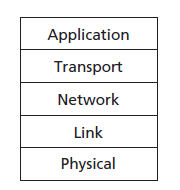 Application
Transport
Network
Link
Physical